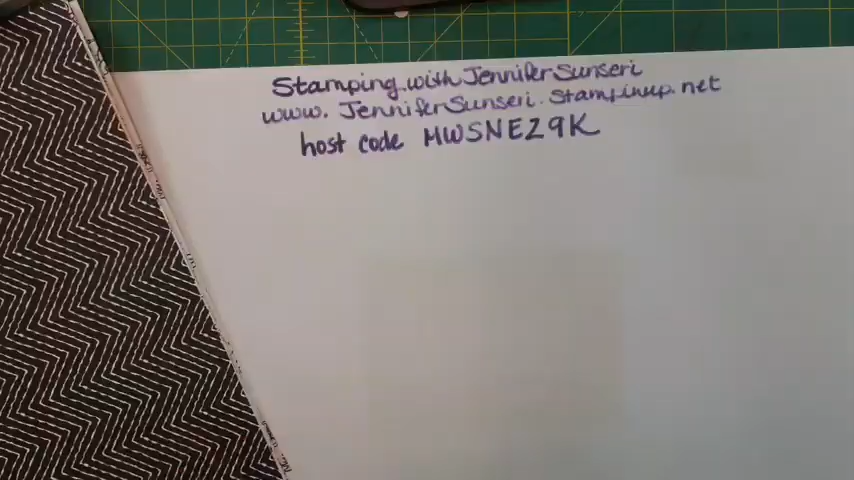 Stamping with Jennifer Sunseri
www. JenniferSunseri. stampinup. net
host code MWSNEZ9K